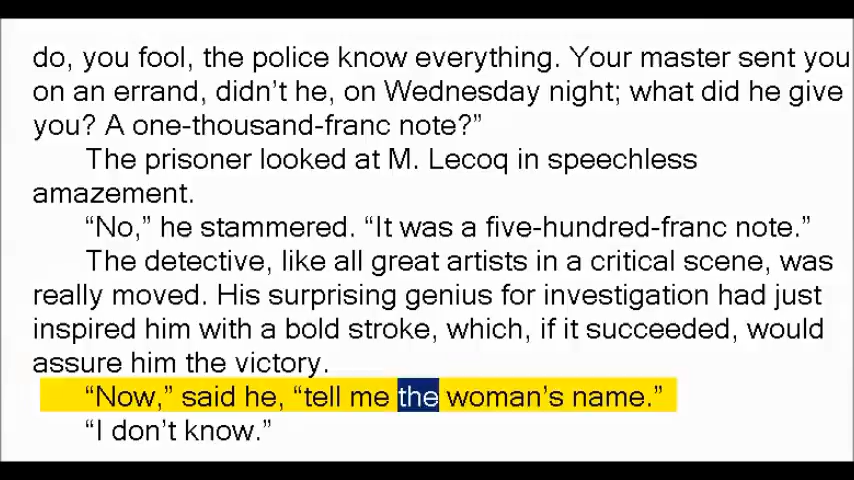 do, you fool, the police know everything. Your master sent you
on an errand, didn’t he, on Wednesday night; what did he give
you? A one-thousand-franc note?”
The prisoner looked at M. Lecoq in speechless
amazement.
“No,” he stammered. “It was a five-hundred-franc note.”
The detective, like all great artists in a critical scene, was
really moved. His surprising genius for investigation had just
inspired him with a bold stroke, which, if it succeeded, would
assure him the victory.
“Now,” said he, “tell me the woman’s name.”
“I don’t know.”